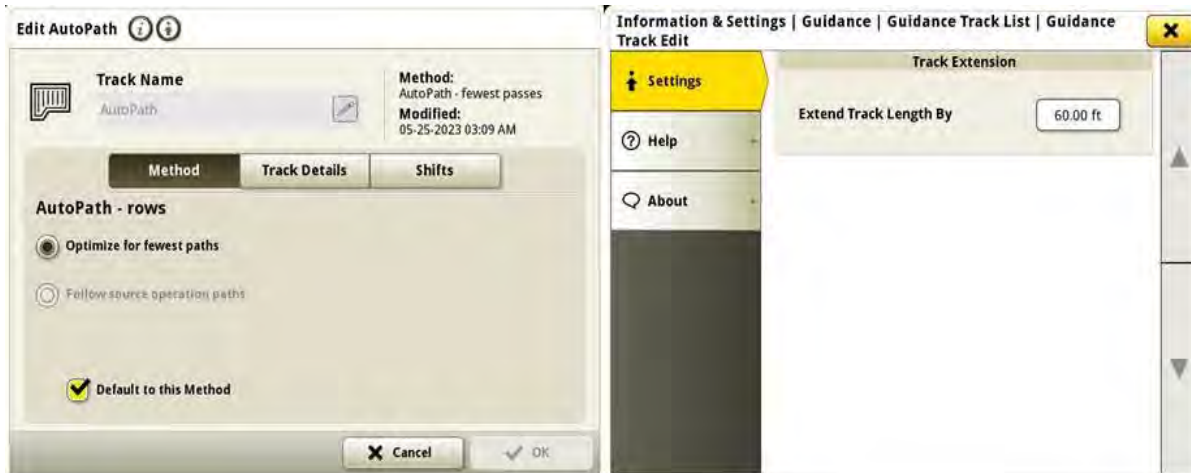 Edit AutoPath
Track Name
AutoPath
Method:
AutoPath - fewest passes
Modified:
05-25-2023 03:09 AM
Method
Track Details
Shifts
AutoPath - rows
Optimize for fewest paths
Follow source operation paths
Default to this Method
Cancel
OK
Information & Settings | Guidance | Guidance Track List | Guidance
Track Edit
Settings
Help
About
Track Extension
Extend Track Length By
60.00 ft